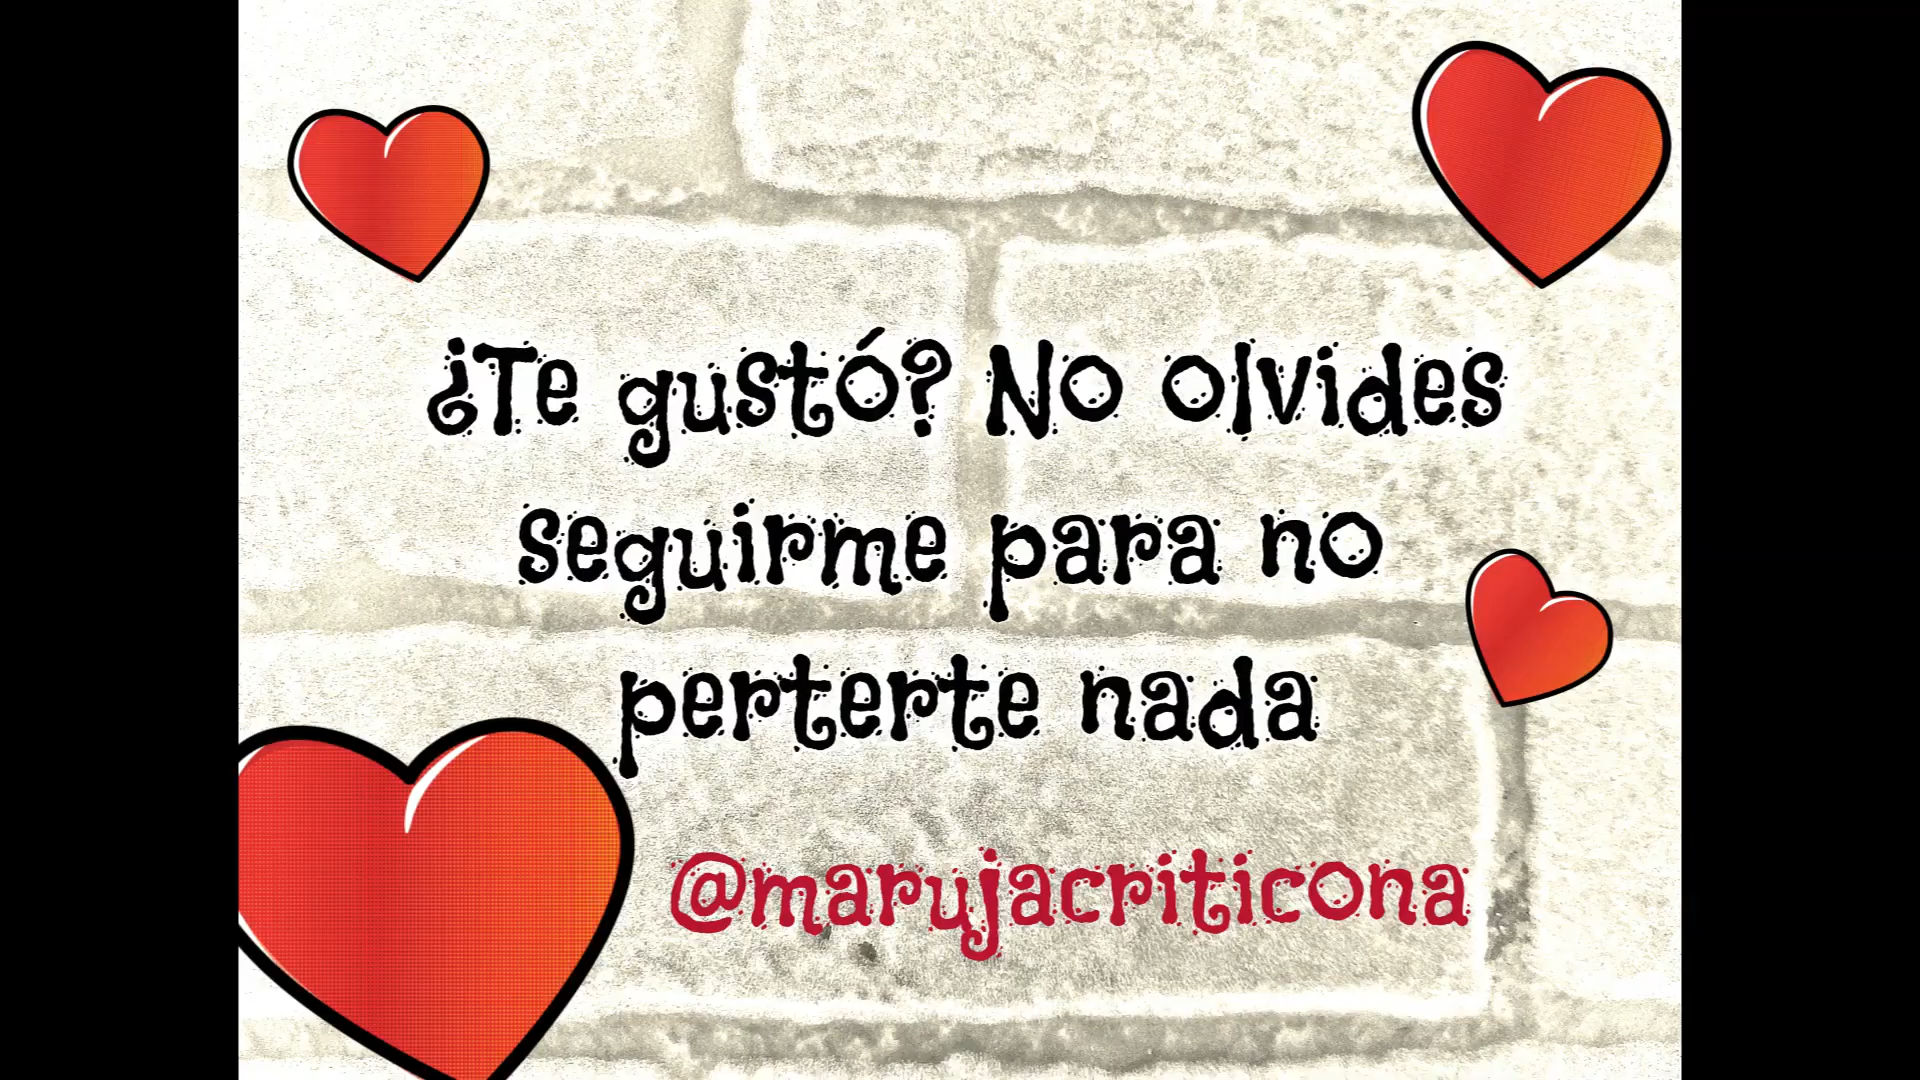 ¿Te gustó? No olvides
seguirme para no
perterte nada
@marujacriticona